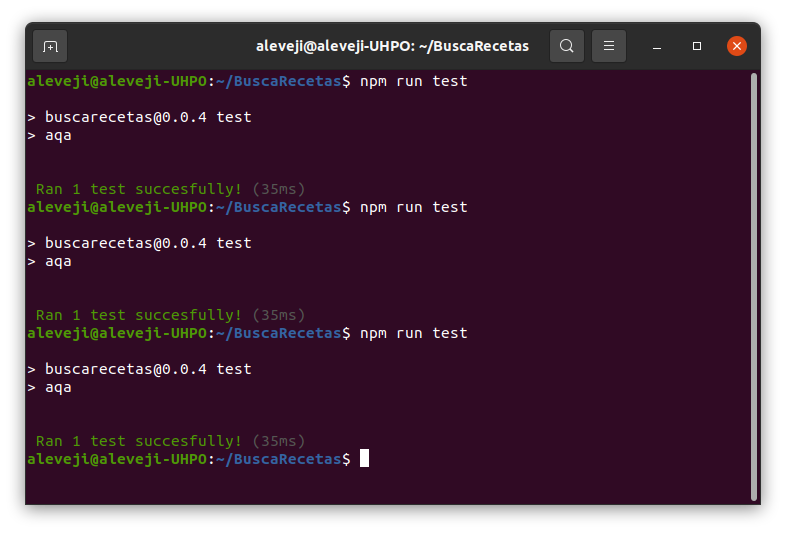 aleveji@aleveji-UHPO: ~/BuscaRecetas
aleveji@aleveji-UHPO:~/BuscaRecetas$ npm run test
> buscarecetas@0.0.4 test
> aqa
Ran 1 test succesfully! (35ms)
aleveji@aleveji-UHPO:~/BuscaRecetas$ npm run test
> buscarecetas@0.0.4 test
> aqa
Ran 1 test succesfully! (35ms)
aleveji@aleveji-UHPO:~/BuscaRecetas$ npm run test
> buscarecetas@0.0.4 test
> aqa
Ran 1 test succesfully! (35ms)
aleveji@aleveji-UHPO:~/BuscaRecetas$